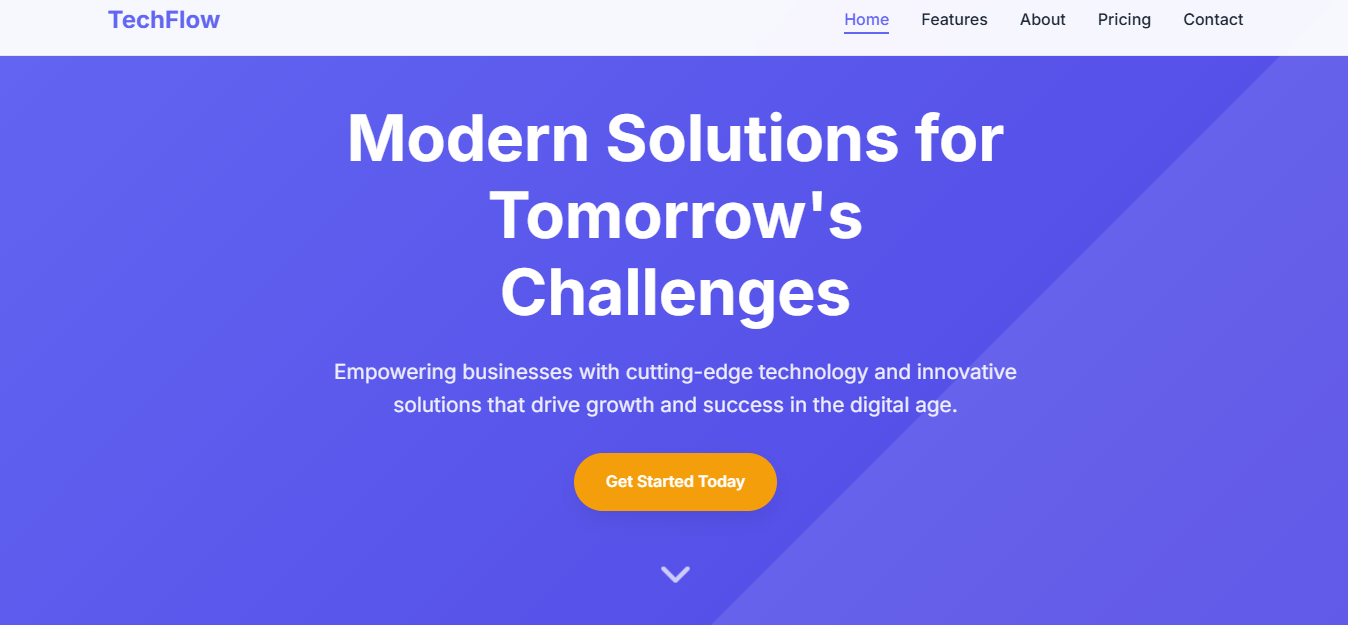 TechFlow
Home Features About Pricing Contact
Modern Solutions for
Tomorrow's
Challenges
Empowering businesses with cutting-edge technology and innovative
solutions that drive growth and success in the digital age.
Get Started Today